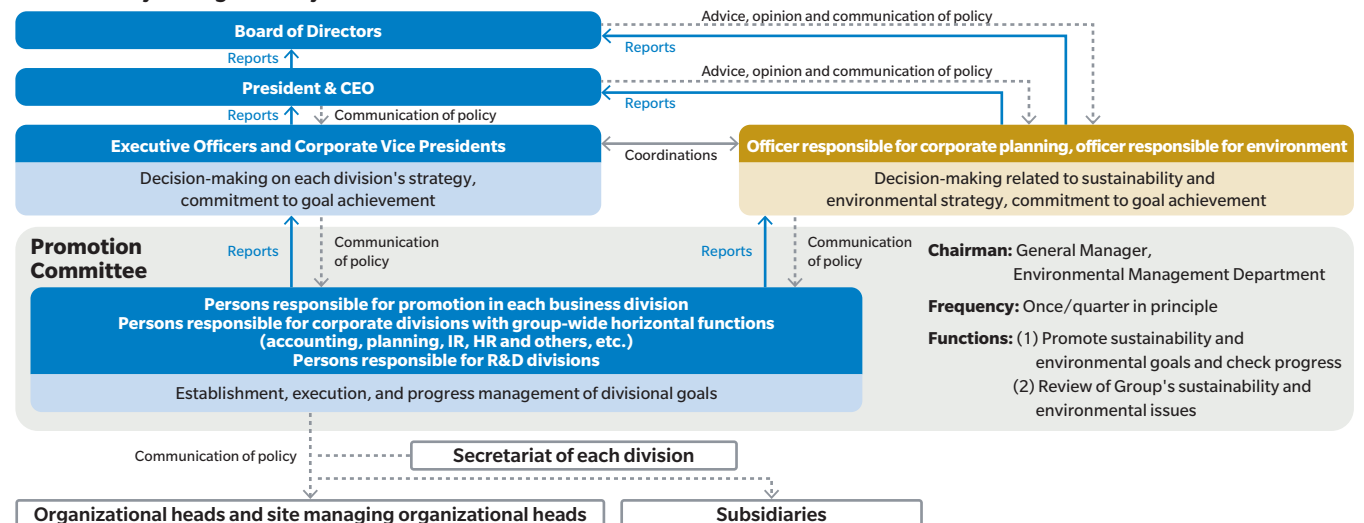 Advice, opinion and communication of policy
Board of Directors
Reports
Reports
Advice, opinion and communication of policy
President & CEO
Reports
Reports
Communication of policy
Executive Officers and Corporate Vice Presidents
Coordinations
Officer responsible for corporate planning, officer responsible for environment
Decision-making on each division's strategy,
commitment to goal achievement
Decision-making related to sustainability and
environmental strategy, commitment to goal achievement
Promotion
Committee
Reports
Communication
of policy
Reports
Communication
of policy
Chairman: General Manager,
Environmental Management Department
Frequency: Once/quarter in principle
Functions: (1) Promote sustainability and
environmental goals and check progress
(2) Review of Group's sustainability and
environmental issues
Persons responsible for promotion in each business division
Persons responsible for corporate divisions with group-wide horizontal functions
(accounting, planning, IR, HR and others, etc.)
Persons responsible for R&D divisions
Establishment, execution, and progress management of divisional goals
Communication of policy
Secretariat of each division
Organizational heads and site managing organizational heads
Subsidiaries